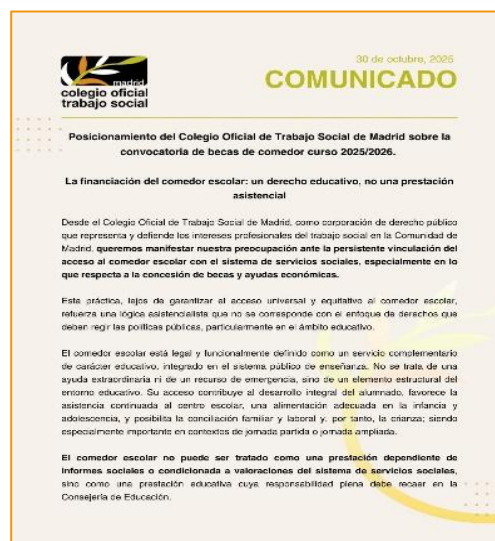 30 de octubre, 2025
COMUNICADO
madrid
colegio oficial
trabajo social
Posicionamiento del Colegio Oficial de Trabajo Social de Madrid sobre la
convocatoria de becas de comedor curso 2025/2026.
La financiación del comedor escolar: un derecho educativo, no una prestación
asistencial
Desde el Colegio Oficial de Trabajo Social de Madrid, como corporación de derecho público
que representa y defiende los intereses profesionales del trabajo social en la Comunidad de
Madrid, queremos manifestar nuestra preocupación ante la persistente vinculación del
acceso al comedor escolar con el sistema de servicios sociales, especialmente en lo
que respecta a la concesión de becas y ayudas económicas.
Esta práctica, lejos de garantizar el acceso universal y equitativo al comedor escolar,
refuerza una lógica asistencialista que no se corresponde con el enfoque de derechos que
deben regir las políticas públicas, particularmente en el ámbito educativo.
El comedor escolar está legal y funcionalmente definido como un servicio complementario
de carácter educativo, integrado en el sistema público de enseñanza. No se trata de una
ayuda extraordinaria ni de un recurso de emergencia, sino de un elemento estructural del
entorno educativo. Su acceso contribuye al desarrollo integral del alumnado, favorece la
asistencia continuada al centro escolar, una alimentación adecuada en la infancia y
adolescencia, y posibilita la conciliación familiar y laboral y, por tanto, la crianza; siendo
especialmente importante en contextos de jornada partida o jornada ampliada.
El comedor escolar no puede ser tratado como una prestación dependiente de
informes sociales o condicionada a valoraciones del sistema de servicios sociales,
sino como una prestación educativa cuya responsabilidad plena debe recaer en la
Consejería de Educación.